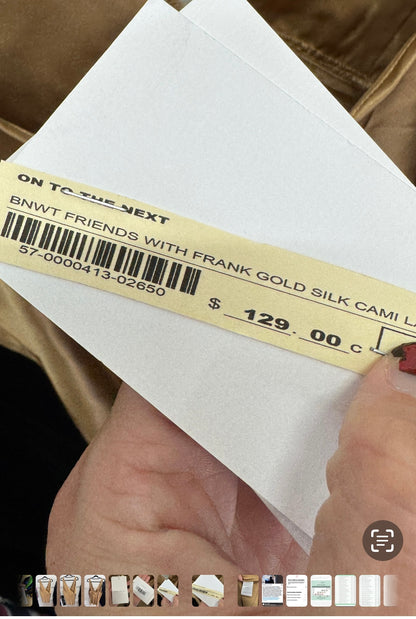 ON TO THE NEXT
BNWT FRIENDS WITH FRANK GOLD SILK CAMI
57-0000413-02650
$ 129.00 C